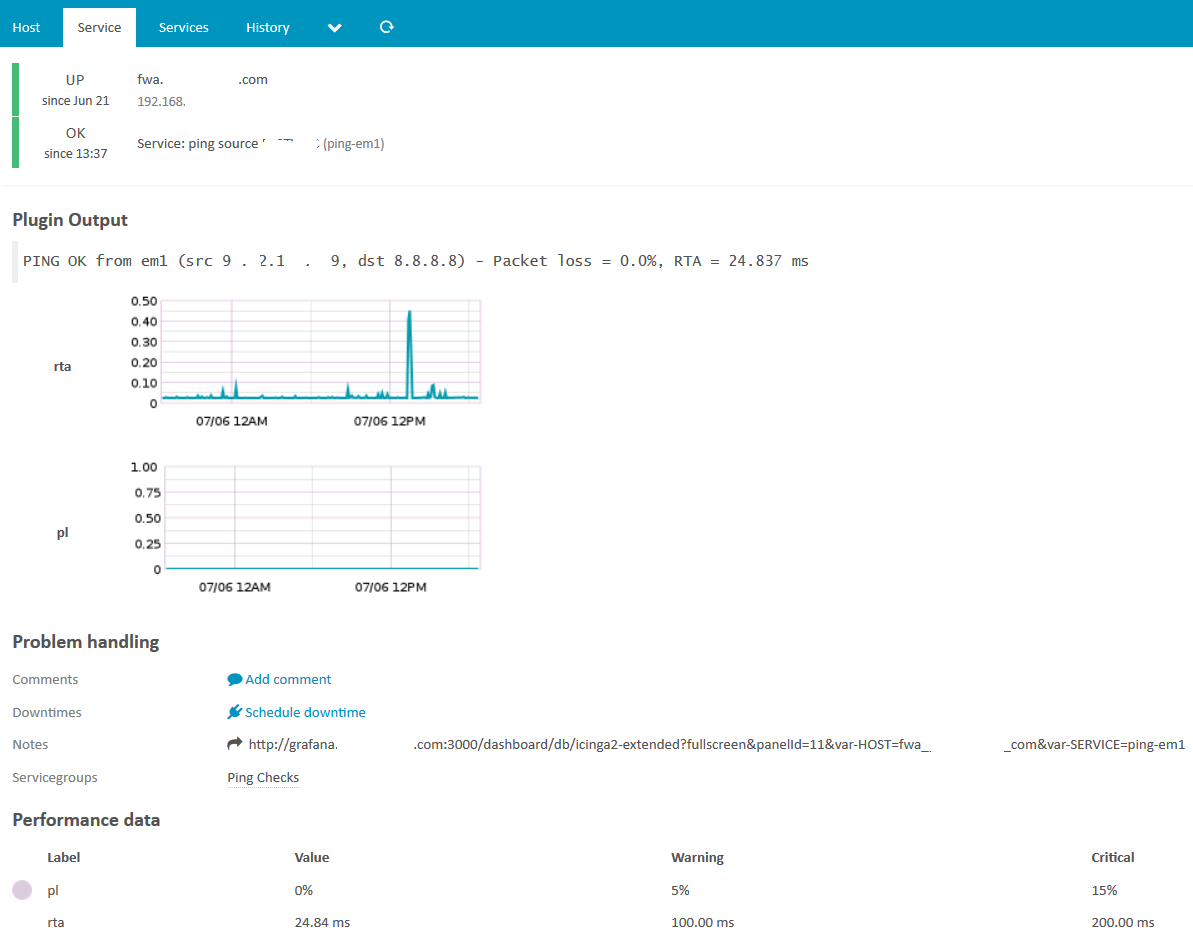 Host Service Services History
UP fwa. .com
since Jun 21 192.168.
OK
Service: ping source (ping-em1)
since 13:37
Plugin Output
PING OK from em1 (src 9 . 2.1 . 9, dst 8.8.8.8) - Packet loss = 0.0%, RTA = 24.837 ms
rta
0.50
0.40
0.30
0.20
0.10
0
07/06 12AM 07/06 12PM
pl
1.00
0.75
0.50
0.25
0
07/06 12AM 07/06 12PM
Problem handling
Comments Add comment
Downtimes Schedule downtime
Notes http://grafana. .com:3000/dashboard/db/icinga2-extended?fullscreen&panelId=11&var-HOST=fwa_ _com&var-SERVICE=ping-em1
Servicegroups Ping Checks
Performance data
Label Value Warning Critical
pl 0% 5% 15%
rta 24.84 ms 100.00 ms 200.00 ms